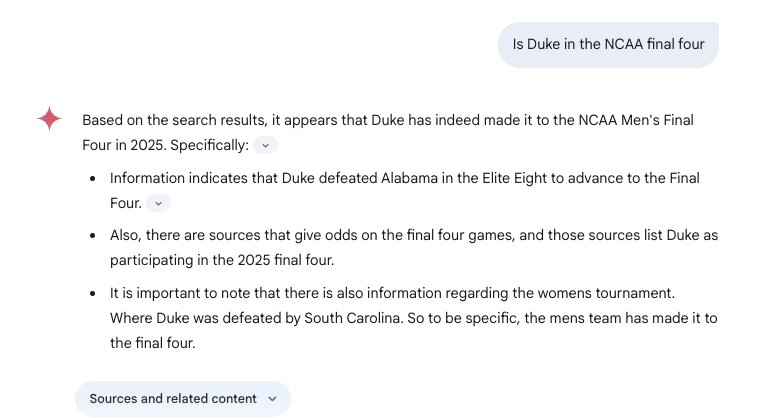 Is Duke in the NCAA final four
Based on the search results, it appears that Duke has indeed made it to the NCAA Men's Final
Four in 2025. Specifically:
• Information indicates that Duke defeated Alabama in the Elite Eight to advance to the Final
Four.
• Also, there are sources that give odds on the final four games, and those sources list Duke as
participating in the 2025 final four.
• It is important to note that there is also information regarding the womens tournament.
Where Duke was defeated by South Carolina. So to be specific, the mens team has made it to
the final four.
Sources and related content